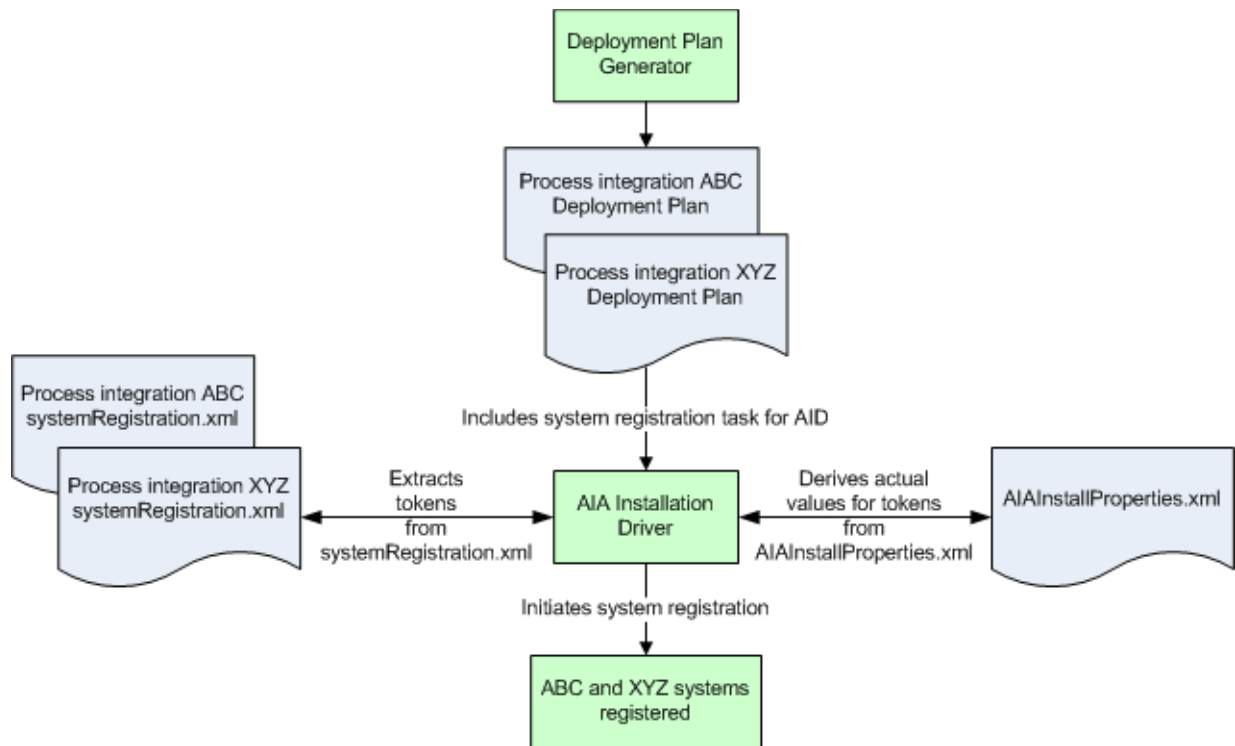 Deployment Plan
Generator
Process integration ABC
Deployment Plan
Process integration XYZ
Deployment Plan
Includes system registration task for AID
Process integration ABC
systemRegistration.xml
Process integration XYZ
systemRegistration.xml
Extracts
tokens
from
systemRegistration.xml
AIA Installation
Driver
Derives actual
values for tokens
from
AIAInstallProperties.xml
AIAInstallProperties.xml
Initiates system registration
ABC and XYZ systems
registered